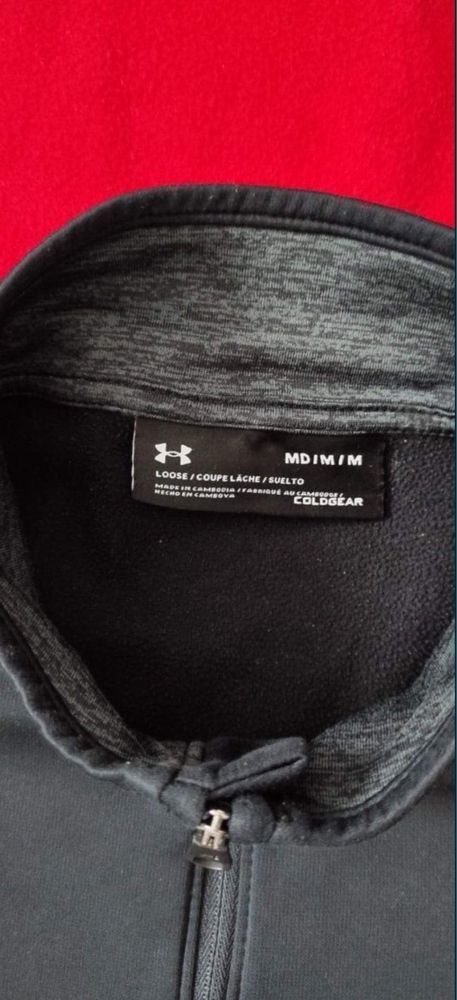 MD I M I M
LOOSE / COUPE LÂCHE / SUELTO
MADE IN CAMBODIA / FABRIQUÉ AU CAMBODGE /
HECHO EN CAMBOYA
COLDGEAR